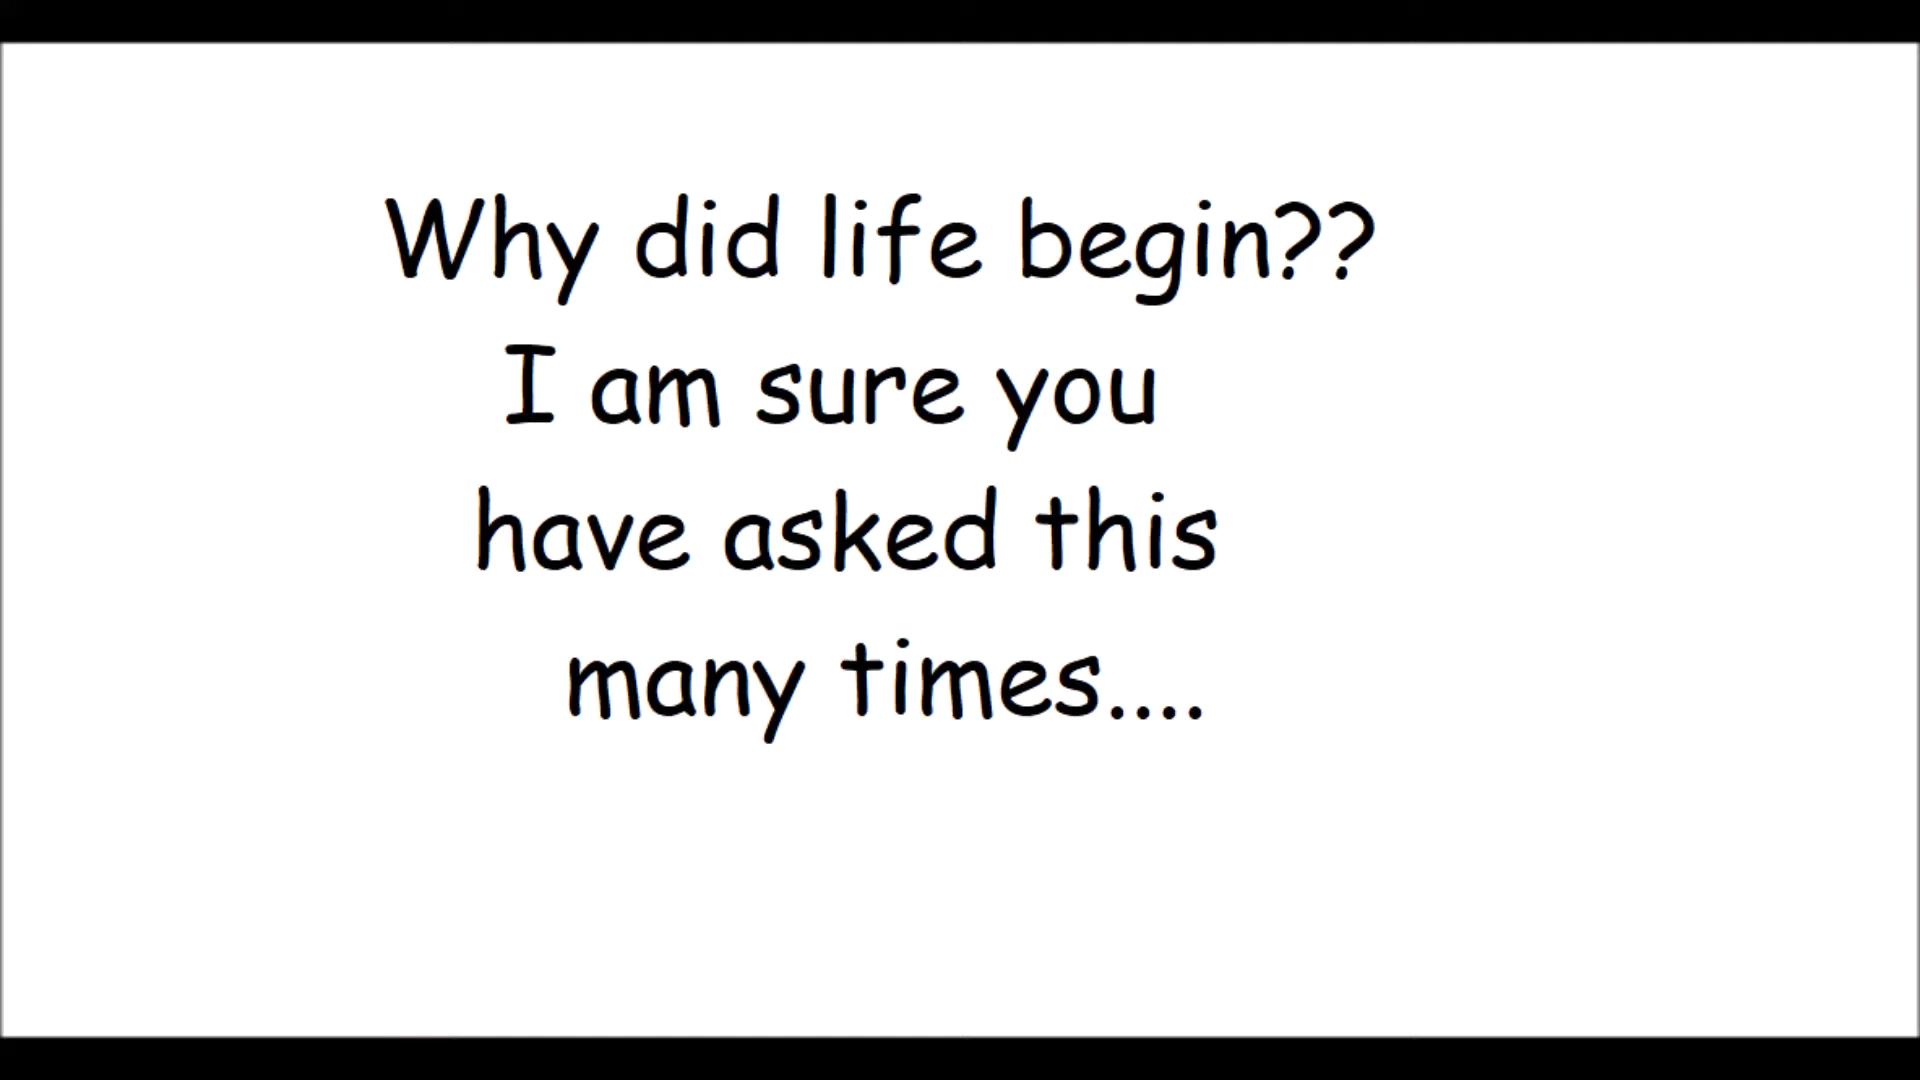 Why did life begin??
I am sure you
have asked this
many times....